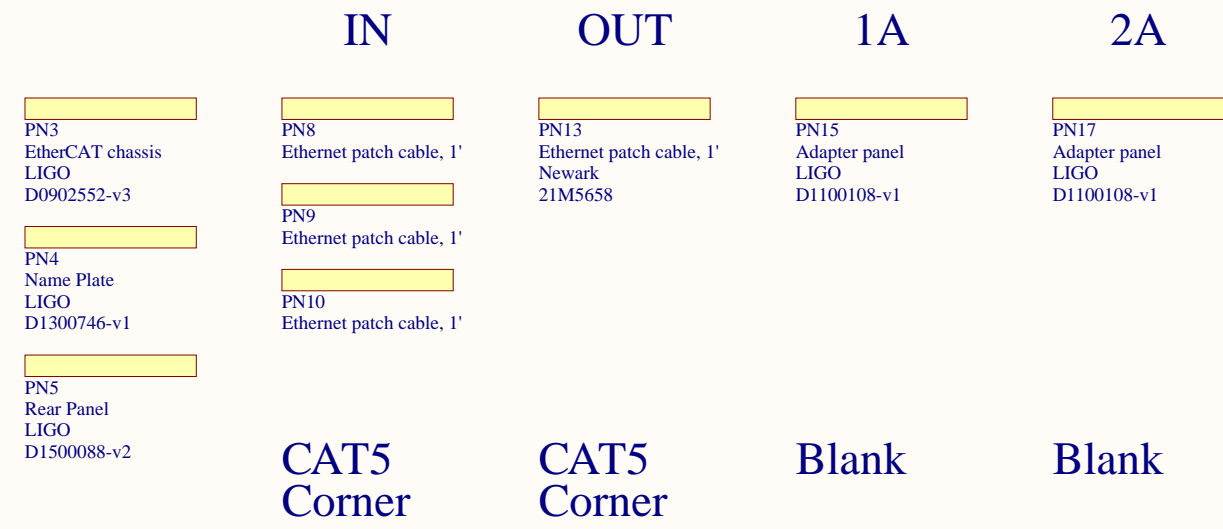 IN
OUT
1A
2A
PN3
EtherCAT chassis
LIGO
D0902552-v3
PN4
Name Plate
LIGO
D1300746-v1
PN5
Rear Panel
LIGO
D1500088-v2
PN8
Ethernet patch cable, 1'
PN9
Ethernet patch cable, 1'
PN10
Ethernet patch cable, 1'
CAT5
Corner
PN13
Ethernet patch cable, 1'
Newark
21M5658
CAT5
Corner
PN15
Adapter panel
LIGO
D1100108-v1
Blank
PN17
Adapter panel
LIGO
D1100108-v1
Blank